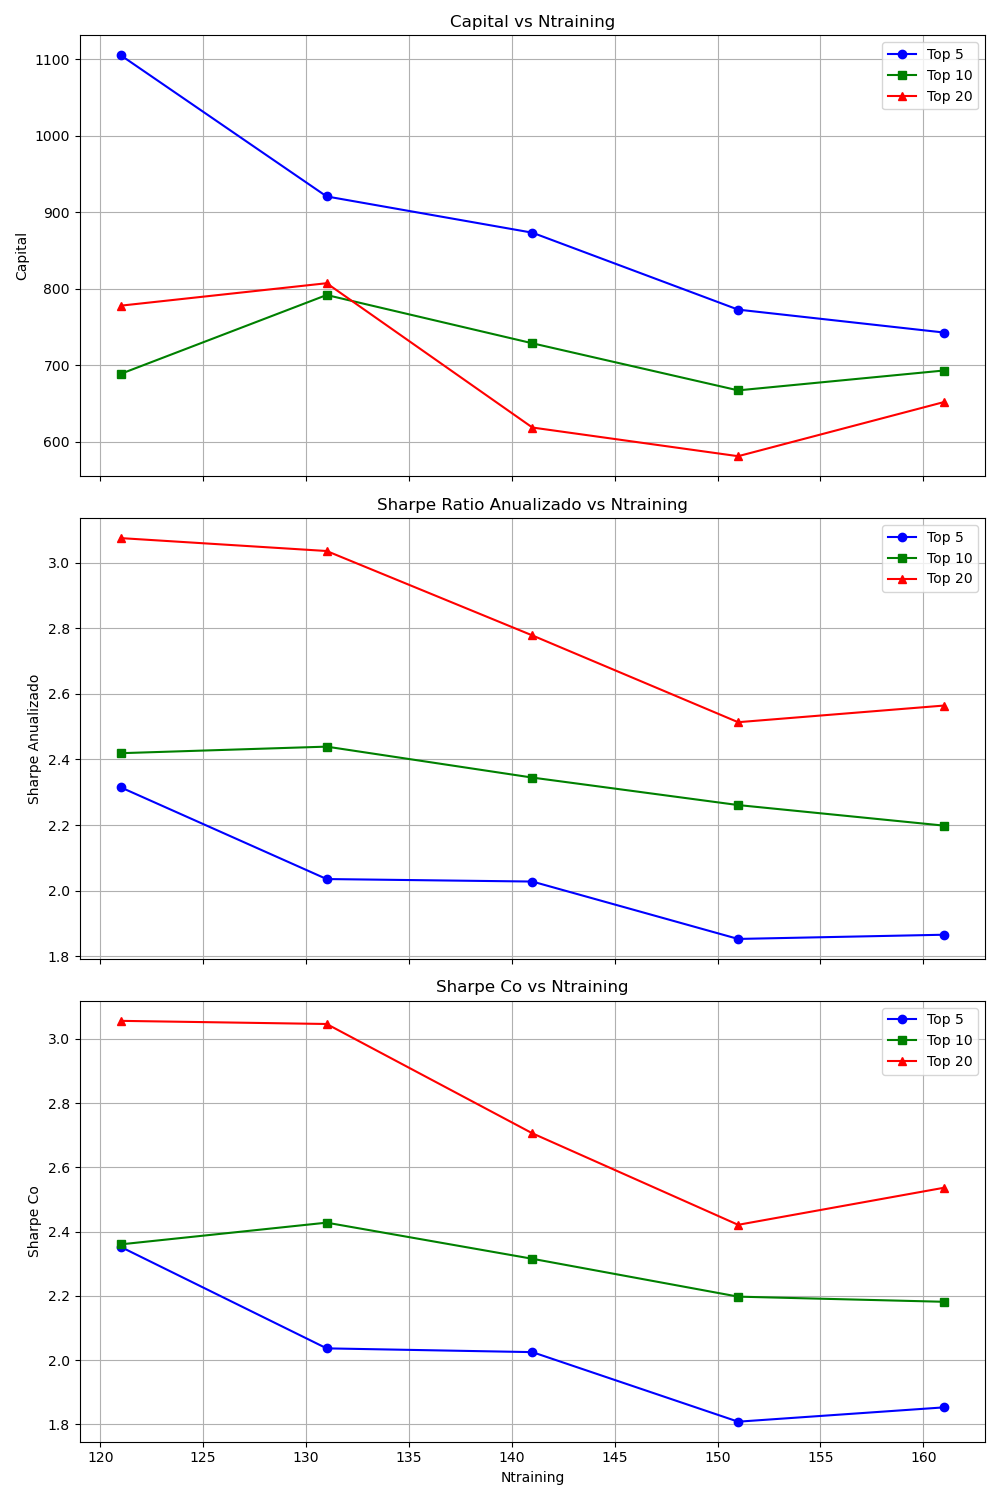 Capital vs Ntraining
Top 5
Top 10
Top 20
1100
1000
900
800
700
600
Capital
Sharpe Ratio Anualizado vs Ntraining
Top 5
Top 10
Top 20
3.0
2.8
2.6
2.4
2.2
2.0
1.8
Sharpe Anualizado
Sharpe Co vs Ntraining
Top 5
Top 10
Top 20
3.0
2.8
2.6
2.4
2.2
2.0
1.8
Sharpe Co
120 125 130 135 140 145 150 155 160
Ntraining